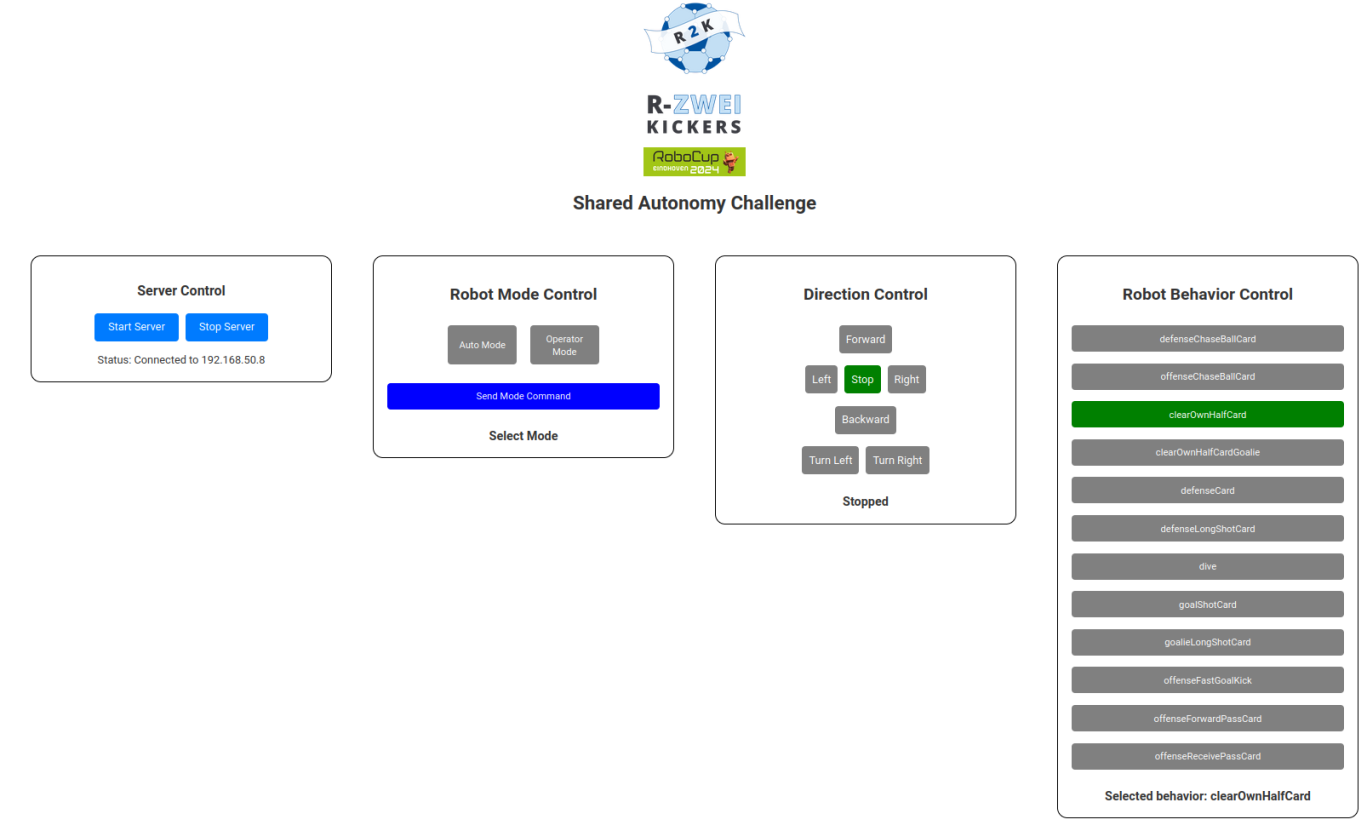 R2K
R-ZWEI
KICKERS
RoboCup
EINDHOVEN 2024
Shared Autonomy Challenge
Server Control
Start Server
Stop Server
Status: Connected to 192.168.50.8
Robot Mode Control
Auto Mode
Operator
Mode
Send Mode Command
Select Mode
Direction Control
Forward
Left
Stop
Right
Backward
Turn Left
Turn Right
Stopped
Robot Behavior Control
defenseChaseBallCard
offenseChaseBallCard
clearOwnHalfCard
clearOwnHalfCardGoalie
defenseCard
defenseLongShotCard
dive
goalShotCard
goalieLongShotCard
offenseFastGoalKick
offenseForwardPassCard
offenseReceivePassCard
Selected behavior: clearOwnHalfCard